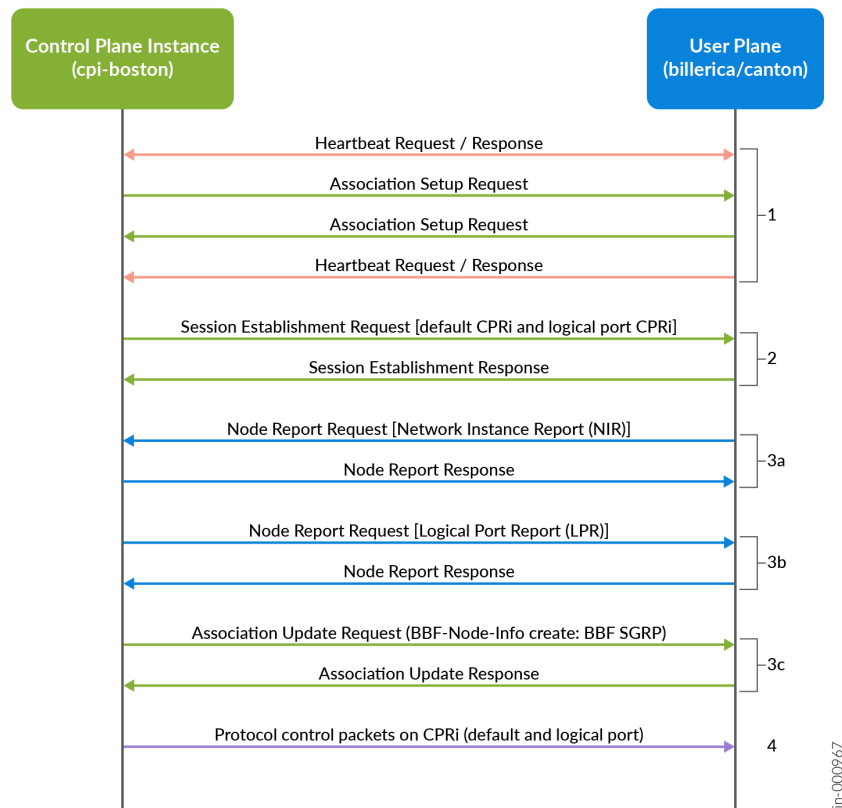 Control Plane Instance
(cpi-boston)
User Plane
(billerica/canton)
Heartbeat Request / Response
Association Setup Request
Association Setup Request
Heartbeat Request / Response
1
Session Establishment Request [default CPRi and logical port CPRi]
Session Establishment Response
2
Node Report Request [Network Instance Report (NIR)]
Node Report Response
3a
Node Report Request [Logical Port Report (LPR)]
Node Report Response
3b
Association Update Request (BBF-Node-Info create: BBF SGRP)
Association Update Response
3c
Protocol control packets on CPRi (default and logical port)
4
in-000967